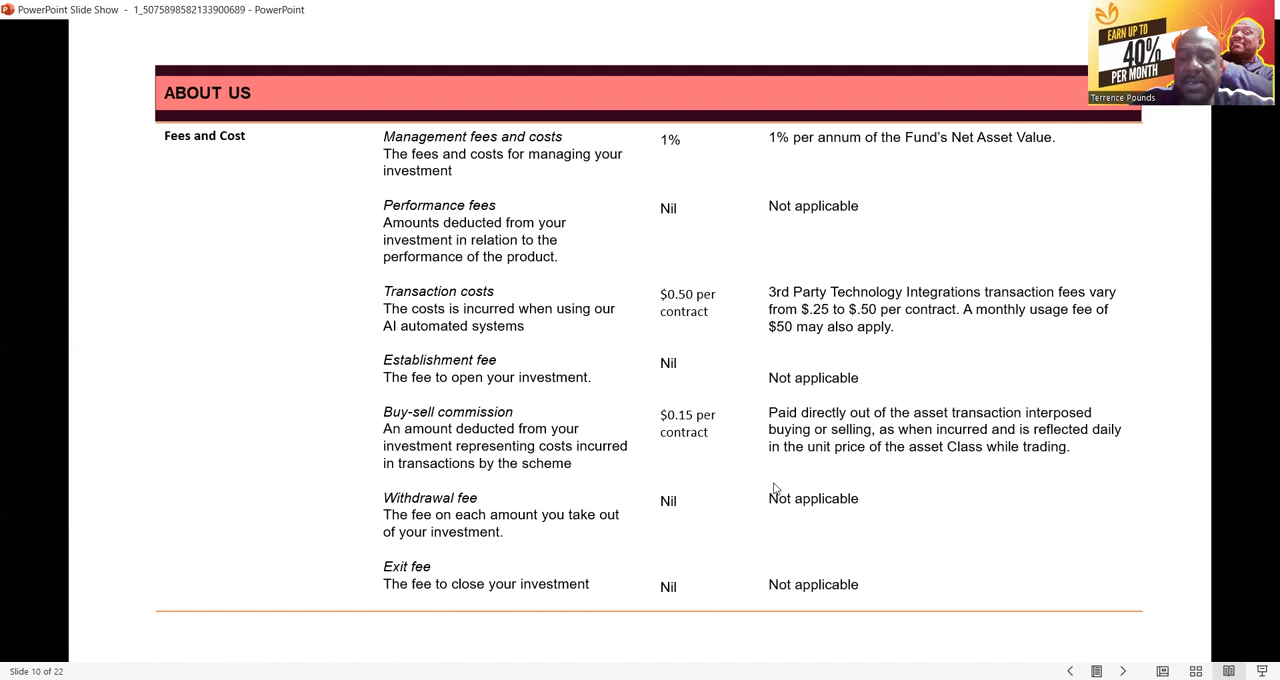 PowerPoint Slide Show - 1_5075898582133900689 - PowerPoint
EARN UP TO
40%
PER MONTH
Terrence Pounds
ABOUT US
Fees and Cost
Management fees and costs
The fees and costs for managing your
investment
1%
1% per annum of the Fund’s Net Asset Value.
Performance fees
Amounts deducted from your
investment in relation to the
performance of the product.
Nil
Not applicable
Transaction costs
The costs is incurred when using our
AI automated systems
$0.50 per
contract
3rd Party Technology Integrations transaction fees vary
from $.25 to $.50 per contract. A monthly usage fee of
$50 may also apply.
Establishment fee
The fee to open your investment.
Nil
Not applicable
Buy-sell commission
An amount deducted from your
investment representing costs incurred
in transactions by the scheme
$0.15 per
contract
Paid directly out of the asset transaction interposed
buying or selling, as when incurred and is reflected daily
in the unit price of the asset Class while trading.
Withdrawal fee
The fee on each amount you take out
of your investment.
Nil
Not applicable
Exit fee
The fee to close your investment
Nil
Not applicable
Slide 10 of 22